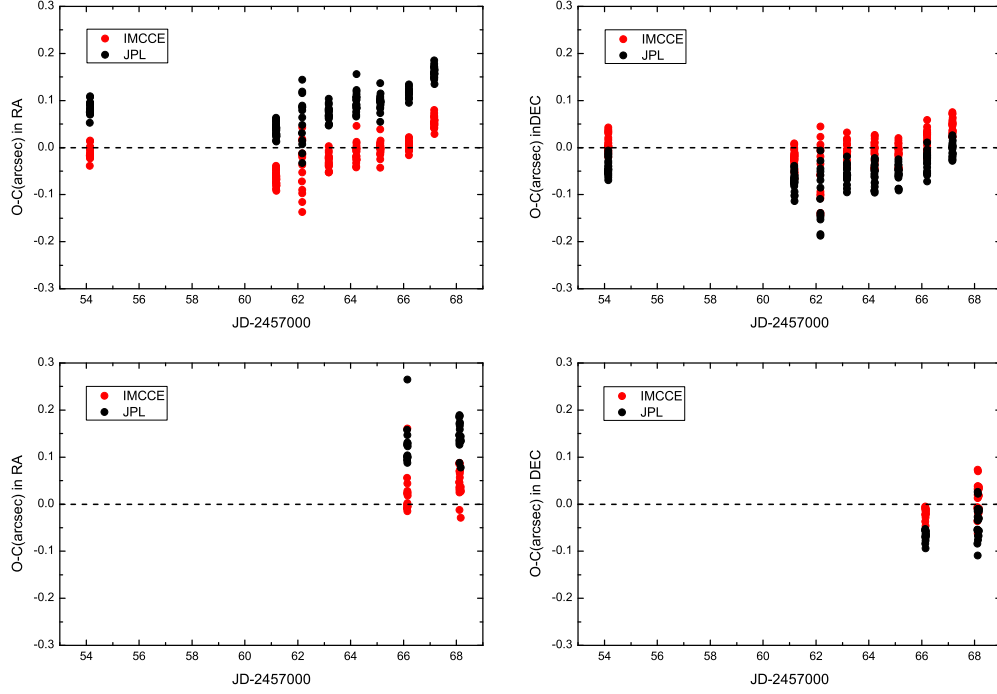 0.3
0.2
0.1
0.0
-0.1
-0.2
-0.3
O-C(arcsec) in RA
IMCCE
JPL
54 56 58 60 62 64 66 68
JD-2457000
0.3
0.2
0.1
0.0
-0.1
-0.2
-0.3
O-C(arcsec) inDEC
IMCCE
JPL
54 56 58 60 62 64 66 68
JD-2457000
0.3
0.2
0.1
0.0
-0.1
-0.2
-0.3
O-C(arcsec) in RA
IMCCE
JPL
54 56 58 60 62 64 66 68
JD-2457000
0.3
0.2
0.1
0.0
-0.1
-0.2
-0.3
O-C(arcsec) in DEC
IMCCE
JPL
54 56 58 60 62 64 66 68
JD-2457000